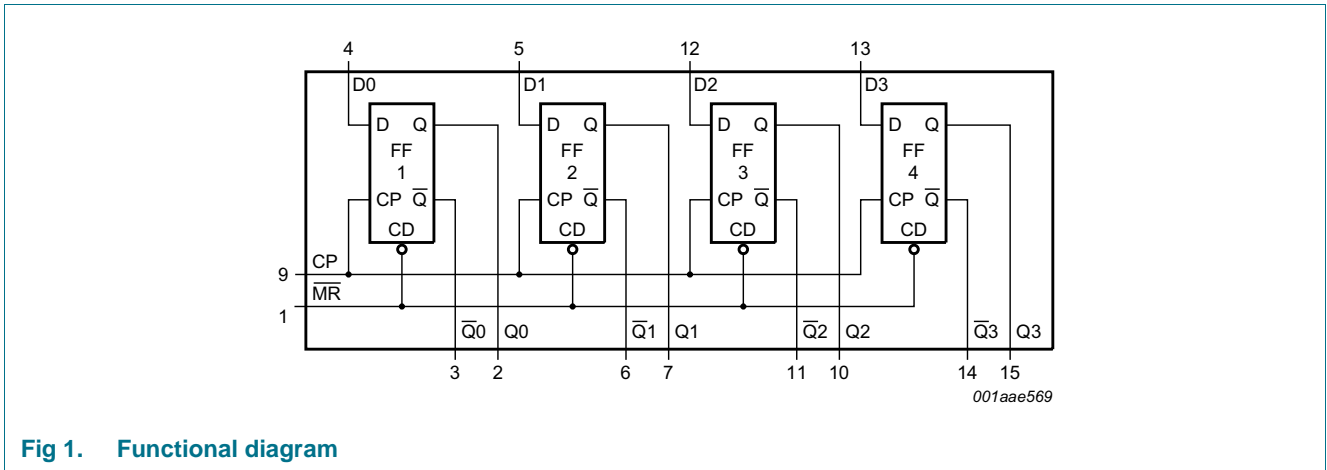 4 5 12 13
D0 D1 D2 D3
D Q D Q D Q D Q
FF FF FF FF
1 2 3 4
CP Q̅ CP Q̅ CP Q̅ CP Q̅
CD CD CD CD
9 CP
M̅R̅
1
Q̅0 Q0 Q̅1 Q1 Q̅2 Q2 Q̅3 Q3
3 2 6 7 11 10 14 15
001aae569
Fig 1. Functional diagram